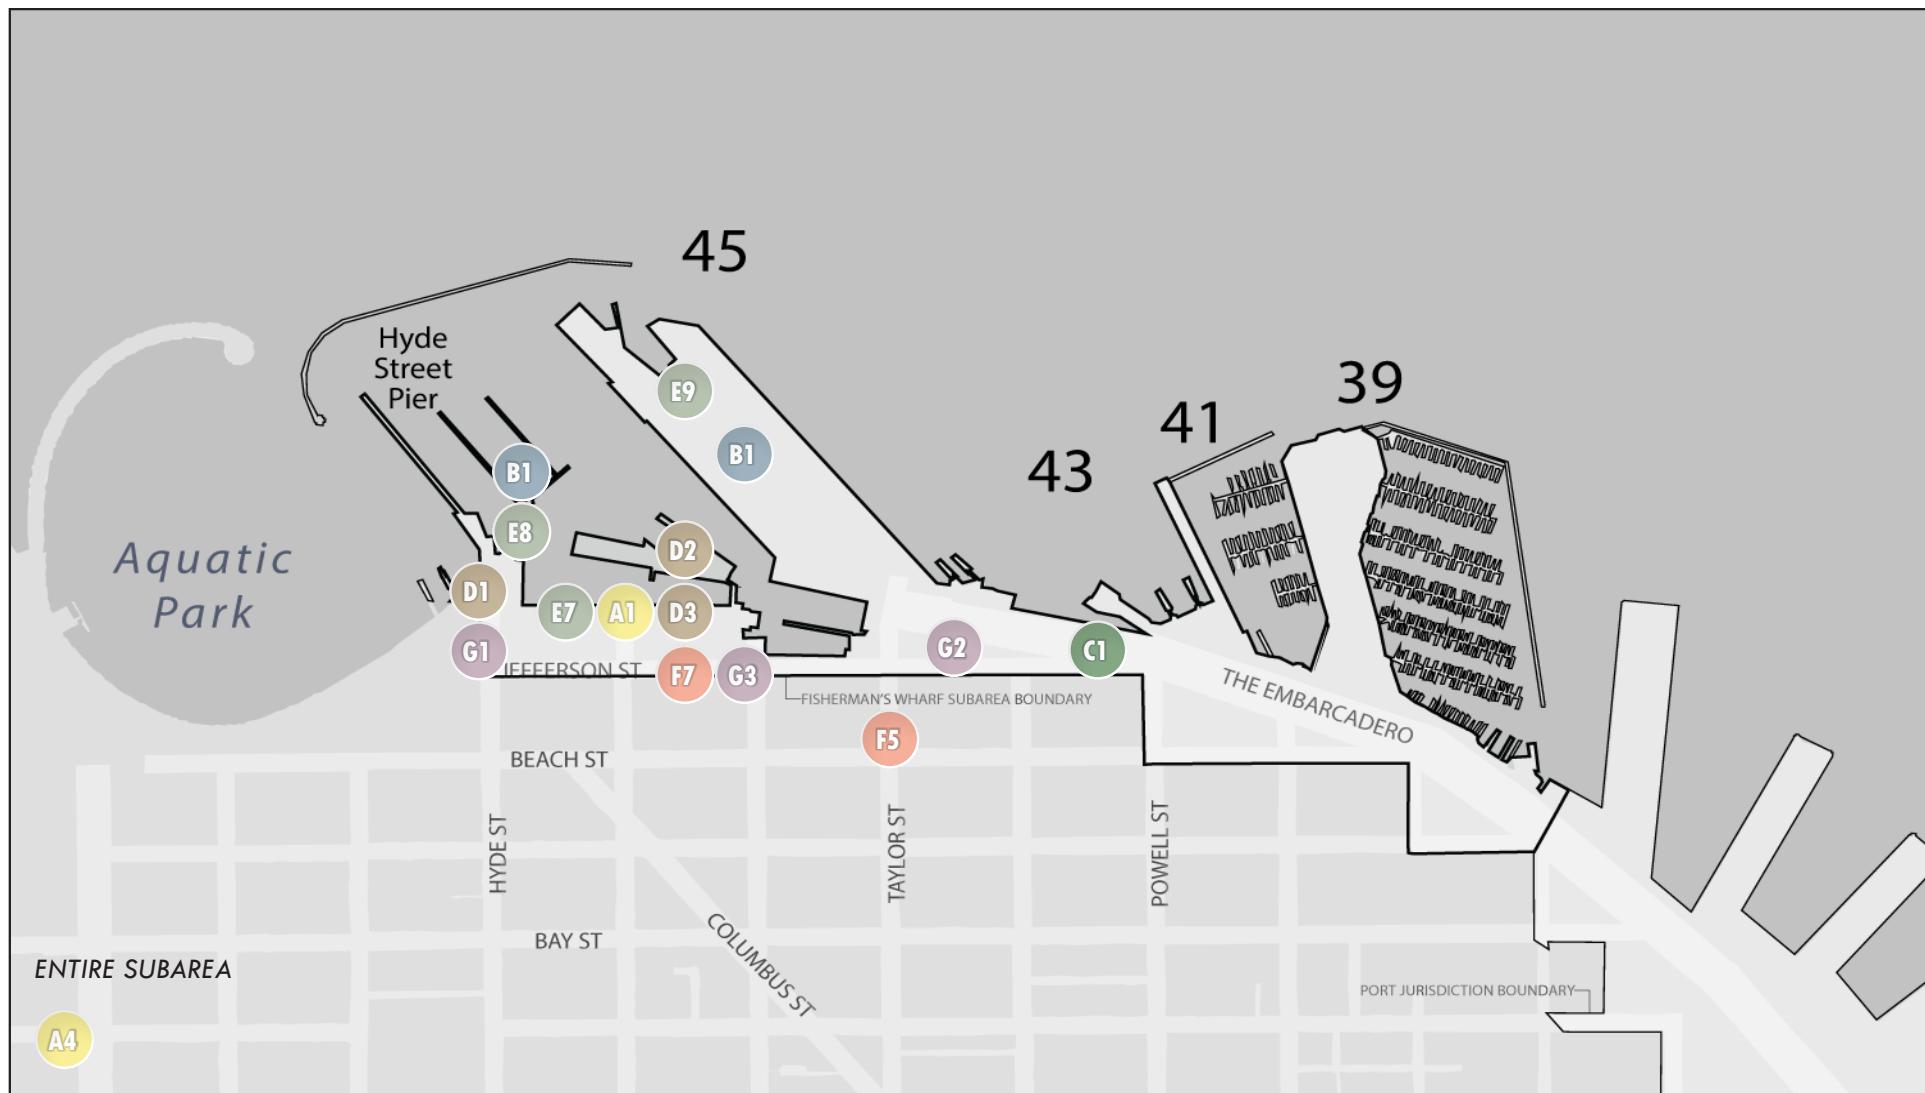 45
Hyde
Street
Pier
39
E9
41
B1
43
B1
E8
Aquatic
Park
D2
D1
E7
A1
D3
G1
G2
C1
JEFFERSON ST
F7
G3
FISHERMAN'S WHARF SUBAREA BOUNDARY
THE EMBARCADERO
F5
BEACH ST
HYDE ST
TAYLOR ST
POWELL ST
BAY ST
COLUMBUS ST
ENTIRE SUBAREA
PORT JURISDICTION BOUNDARY
A4